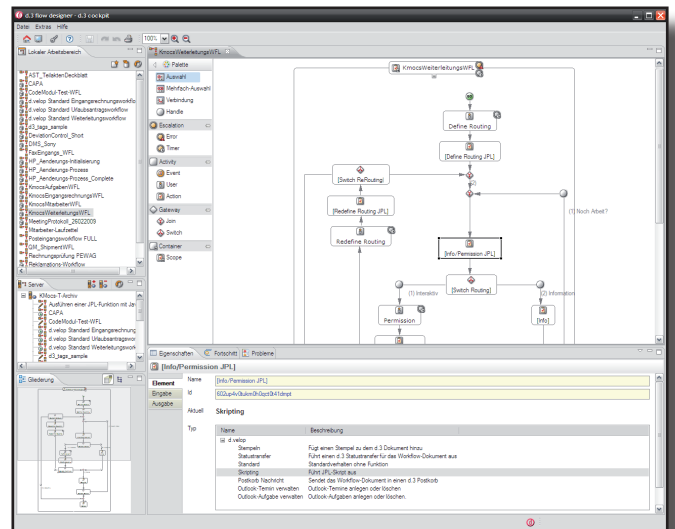 d.3 flow designer - d.3 cockpit
Datei Extras Hilfe
100%
Lokaler Arbeitsbereich
AST_TeilaktenDeckblatt
CAPA
CodeModul-Test-WFL
d.velop Standard Eingangsrechnungsworkflo
d.velop Standard Urlaubsantragsworkflow
d.velop Standard Weiterleitungsworkflow
d3_tags_sample
DeviationControl_Short
DMS_Sony
FaxEingangs_WFL
HP_Aenderungs-Initialisierung
HP_Aenderungs-Prozess
HP_Aenderungs-Prozess_Complete
KmocsAufgabenWFL
KmocsEingangsrechnungsWFL
KmocsMitarbeiterWFL
KmocsWeiterleitungsWFL
MeetingProtokoll_26022009
Mitarbeiter-Laufzettel
Posteingangsworkflow FULL
QM_ShipmentWFL
Rechnungsprüfung PEWAG
Reklamations-Workflow
Server
KMocs-T-Archiv
Ausführen einer JPL-Funktion mit Ja
CAPA
CodeModul-Test-WFL
d.velop Standard Eingangsrechnung
d.velop Standard Urlaubsantragswor
d.velop Standard Weiterleitungswork
d3_tags_sample
Gliederung
KmocsWeiterleitungsWFL
Palette
Auswahl
Mehrfach-Auswahl
Verbindung
Handle
Escalation
Error
Timer
Activity
Event
User
Action
Gateway
Join
Switch
Container
Scope
KmocsWeiterleitungsWFL
Define Routing
[Define Routing JPL]
[Switch ReRouting]
[Redefine Routing JPL]
Redefine Routing
(1) Noch Arbeit?
[Info/Permission JPL]
[Switch Routing]
(1) Interaktiv
(2) Information
Permission
[Info]
Eigenschaften
Fortschritt
Probleme
[Info/Permission JPL]
Element
Eingabe
Ausgabe
Name
[Info/Permission JPL]
Id
Aktuell
Skripting
Typ
Name Beschreibung
d.velop
Stempeln Fügt einen Stempel zu dem d.3 Dokument hinzu
Statustransfer Führt einen d.3 Statustransfer für das Workflow-Dokument aus
Standard Standardverhalten ohne Funktion
Skripting Führt JPL-Skript aus
Postkorb Nachricht Sendet das Workflow-Dokument in einen d.3 Postkorb
Outlook-Termin verwalten Outlook-Termine anlegen oder löschen
Outlook-Aufgabe verwalten Outlook-Aufgaben anlegen oder löschen.